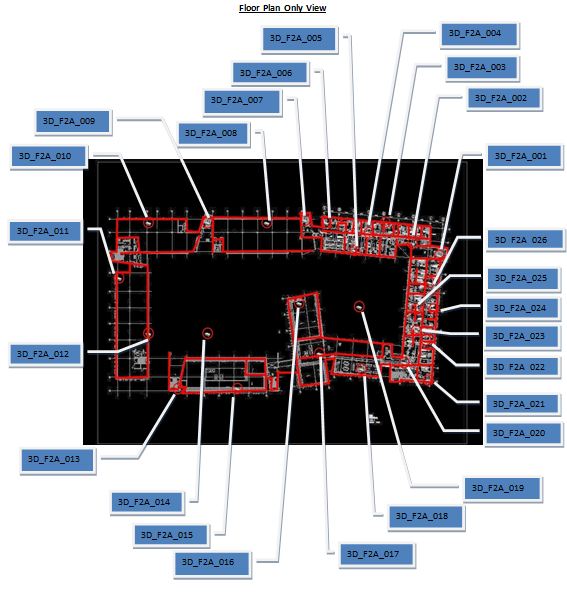 Floor Plan Only View
3D_F2A_005
3D_F2A_004
3D_F2A_006
3D_F2A_003
3D_F2A_007
3D_F2A_002
3D_F2A_009
3D_F2A_008
3D_F2A_010
3D_F2A_001
3D_F2A_011
3D_F2A_026
3D_F2A_025
3D_F2A_024
3D_F2A_023
3D_F2A_012
3D_F2A_022
3D_F2A_021
3D_F2A_020
3D_F2A_013
3D_F2A_019
3D_F2A_014
3D_F2A_018
3D_F2A_015
3D_F2A_017
3D_F2A_016